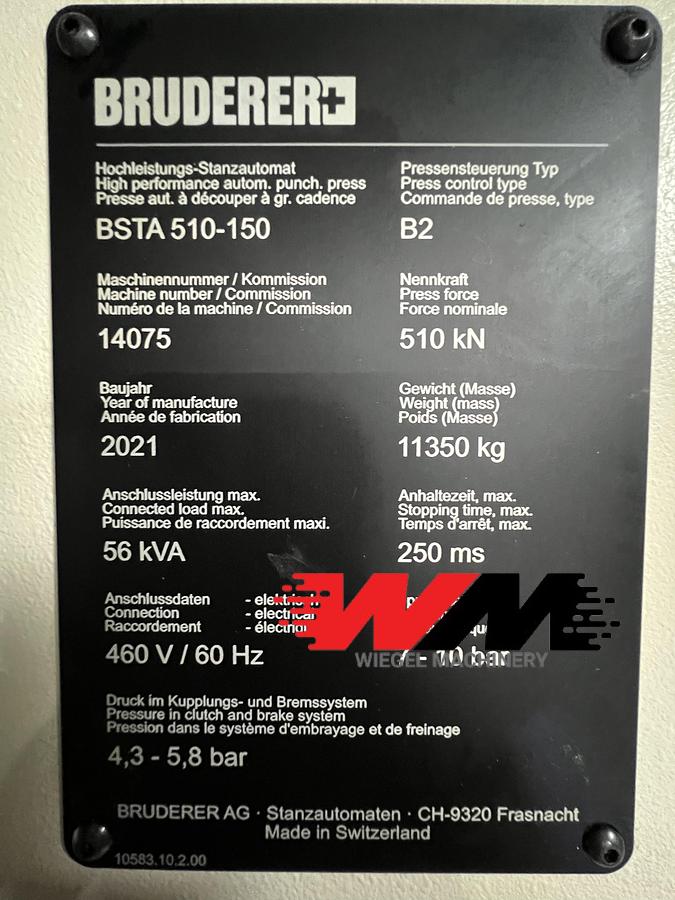 BRUDERER
Hochleistungs-Stanzautomat
High performance autom. punch. press
Presse aut. à découper à gr. cadence
BSTA 510-150
Pressensteuerung Typ
Press control type
Commande de presse, type
B2
Maschinennummer / Kommission
Machine number / Commission
Numéro de la machine / Commission
14075
Nennkraft
Press force
Force nominale
510 kN
Baujahr
Year of manufacture
Année de fabrication
2021
Gewicht (Masse)
Weight (mass)
Poids (Masse)
11350 kg
Anschlussleistung max.
Connected load max.
Puissance de raccordement maxi.
56 kVA
Anhaltezeit, max.
Stopping time, max.
Temps d'arrêt, max.
250 ms
Anschlussdaten
Connection - electrical
Raccordement
460 V / 60 Hz
- 10 bar
WM
WIEGEL MACHINERY
Druck im Kupplungs- und Bremssystem
Pressure in clutch and brake system
Pression dans le système d'embrayage et de freinage
4,3 - 5,8 bar
BRUDERER AG · Stanzautomaten · CH-9320 Frasnacht
Made in Switzerland
10583.10.2.00